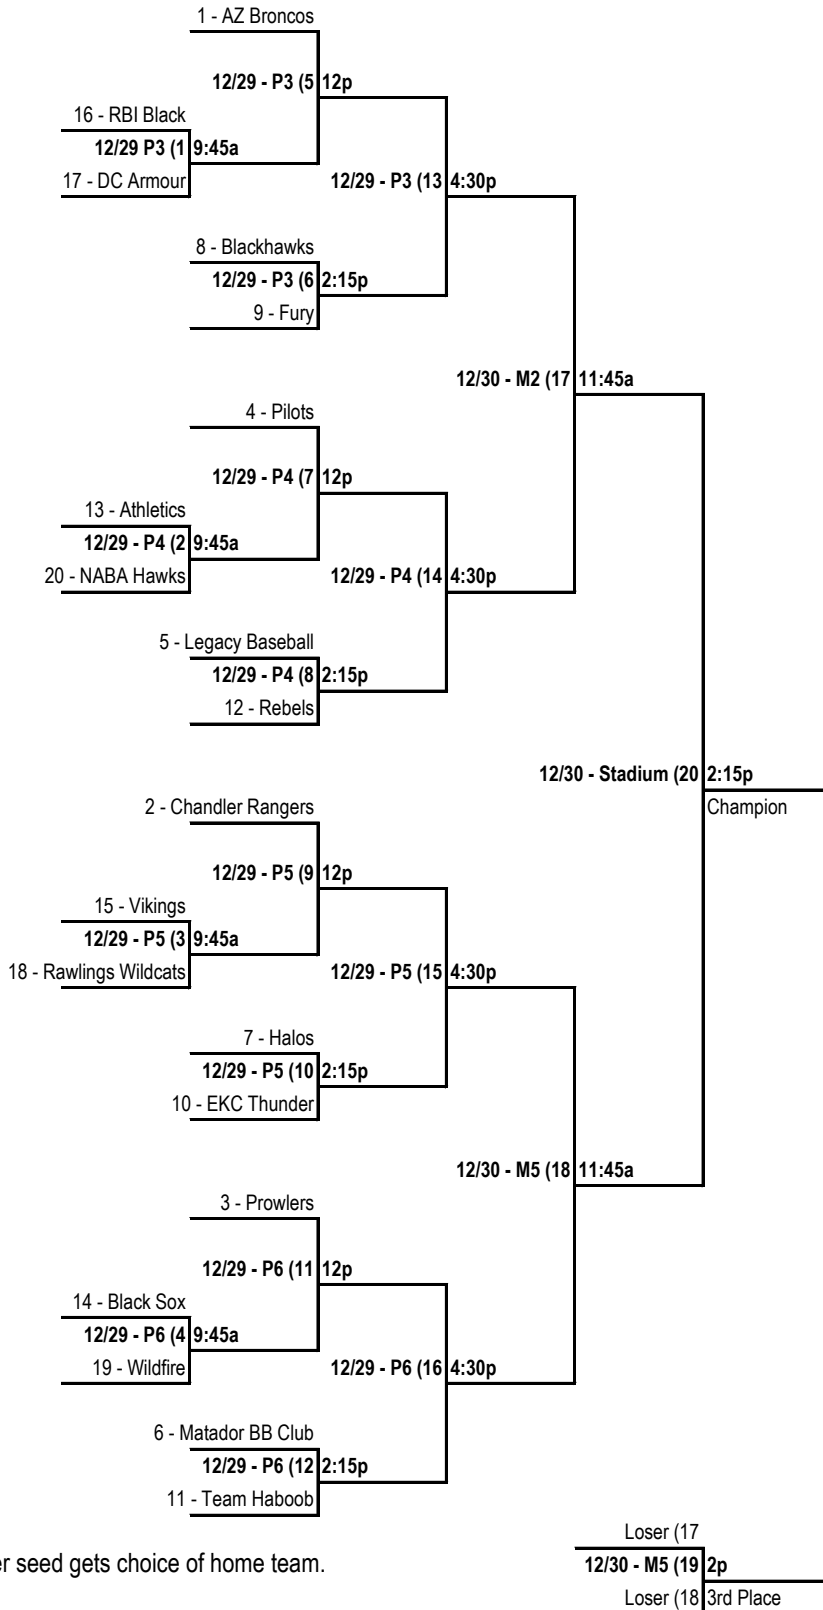 1 - AZ Broncos
12/29 - P3 (5 12p
16 - RBI Black
12/29 P3 (1 9:45a
17 - DC Armour
12/29 - P3 (13 4:30p
8 - Blackhawks
12/29 - P3 (6 2:15p
9 - Fury
12/30 - M2 (17 11:45a
4 - Pilots
12/29 - P4 (7 12p
13 - Athletics
12/29 - P4 (2 9:45a
20 - NABA Hawks
12/29 - P4 (14 4:30p
5 - Legacy Baseball
12/29 - P4 (8 2:15p
12 - Rebels
12/30 - Stadium (20 2:15p
2 - Chandler Rangers
Champion
12/29 - P5 (9 12p
15 - Vikings
12/29 - P5 (3 9:45a
18 - Rawlings Wildcats
12/29 - P5 (15 4:30p
7 - Halos
12/29 - P5 (10 2:15p
10 - EKC Thunder
12/30 - M5 (18 11:45a
3 - Prowlers
12/29 - P6 (11 12p
14 - Black Sox
12/29 - P6 (4 9:45a
19 - Wildfire
12/29 - P6 (16 4:30p
6 - Matador BB Club
12/29 - P6 (12 2:15p
11 - Team Haboob
Loser (17
er seed gets choice of home team.
12/30 - M5 (19 2p
Loser (18 3rd Place